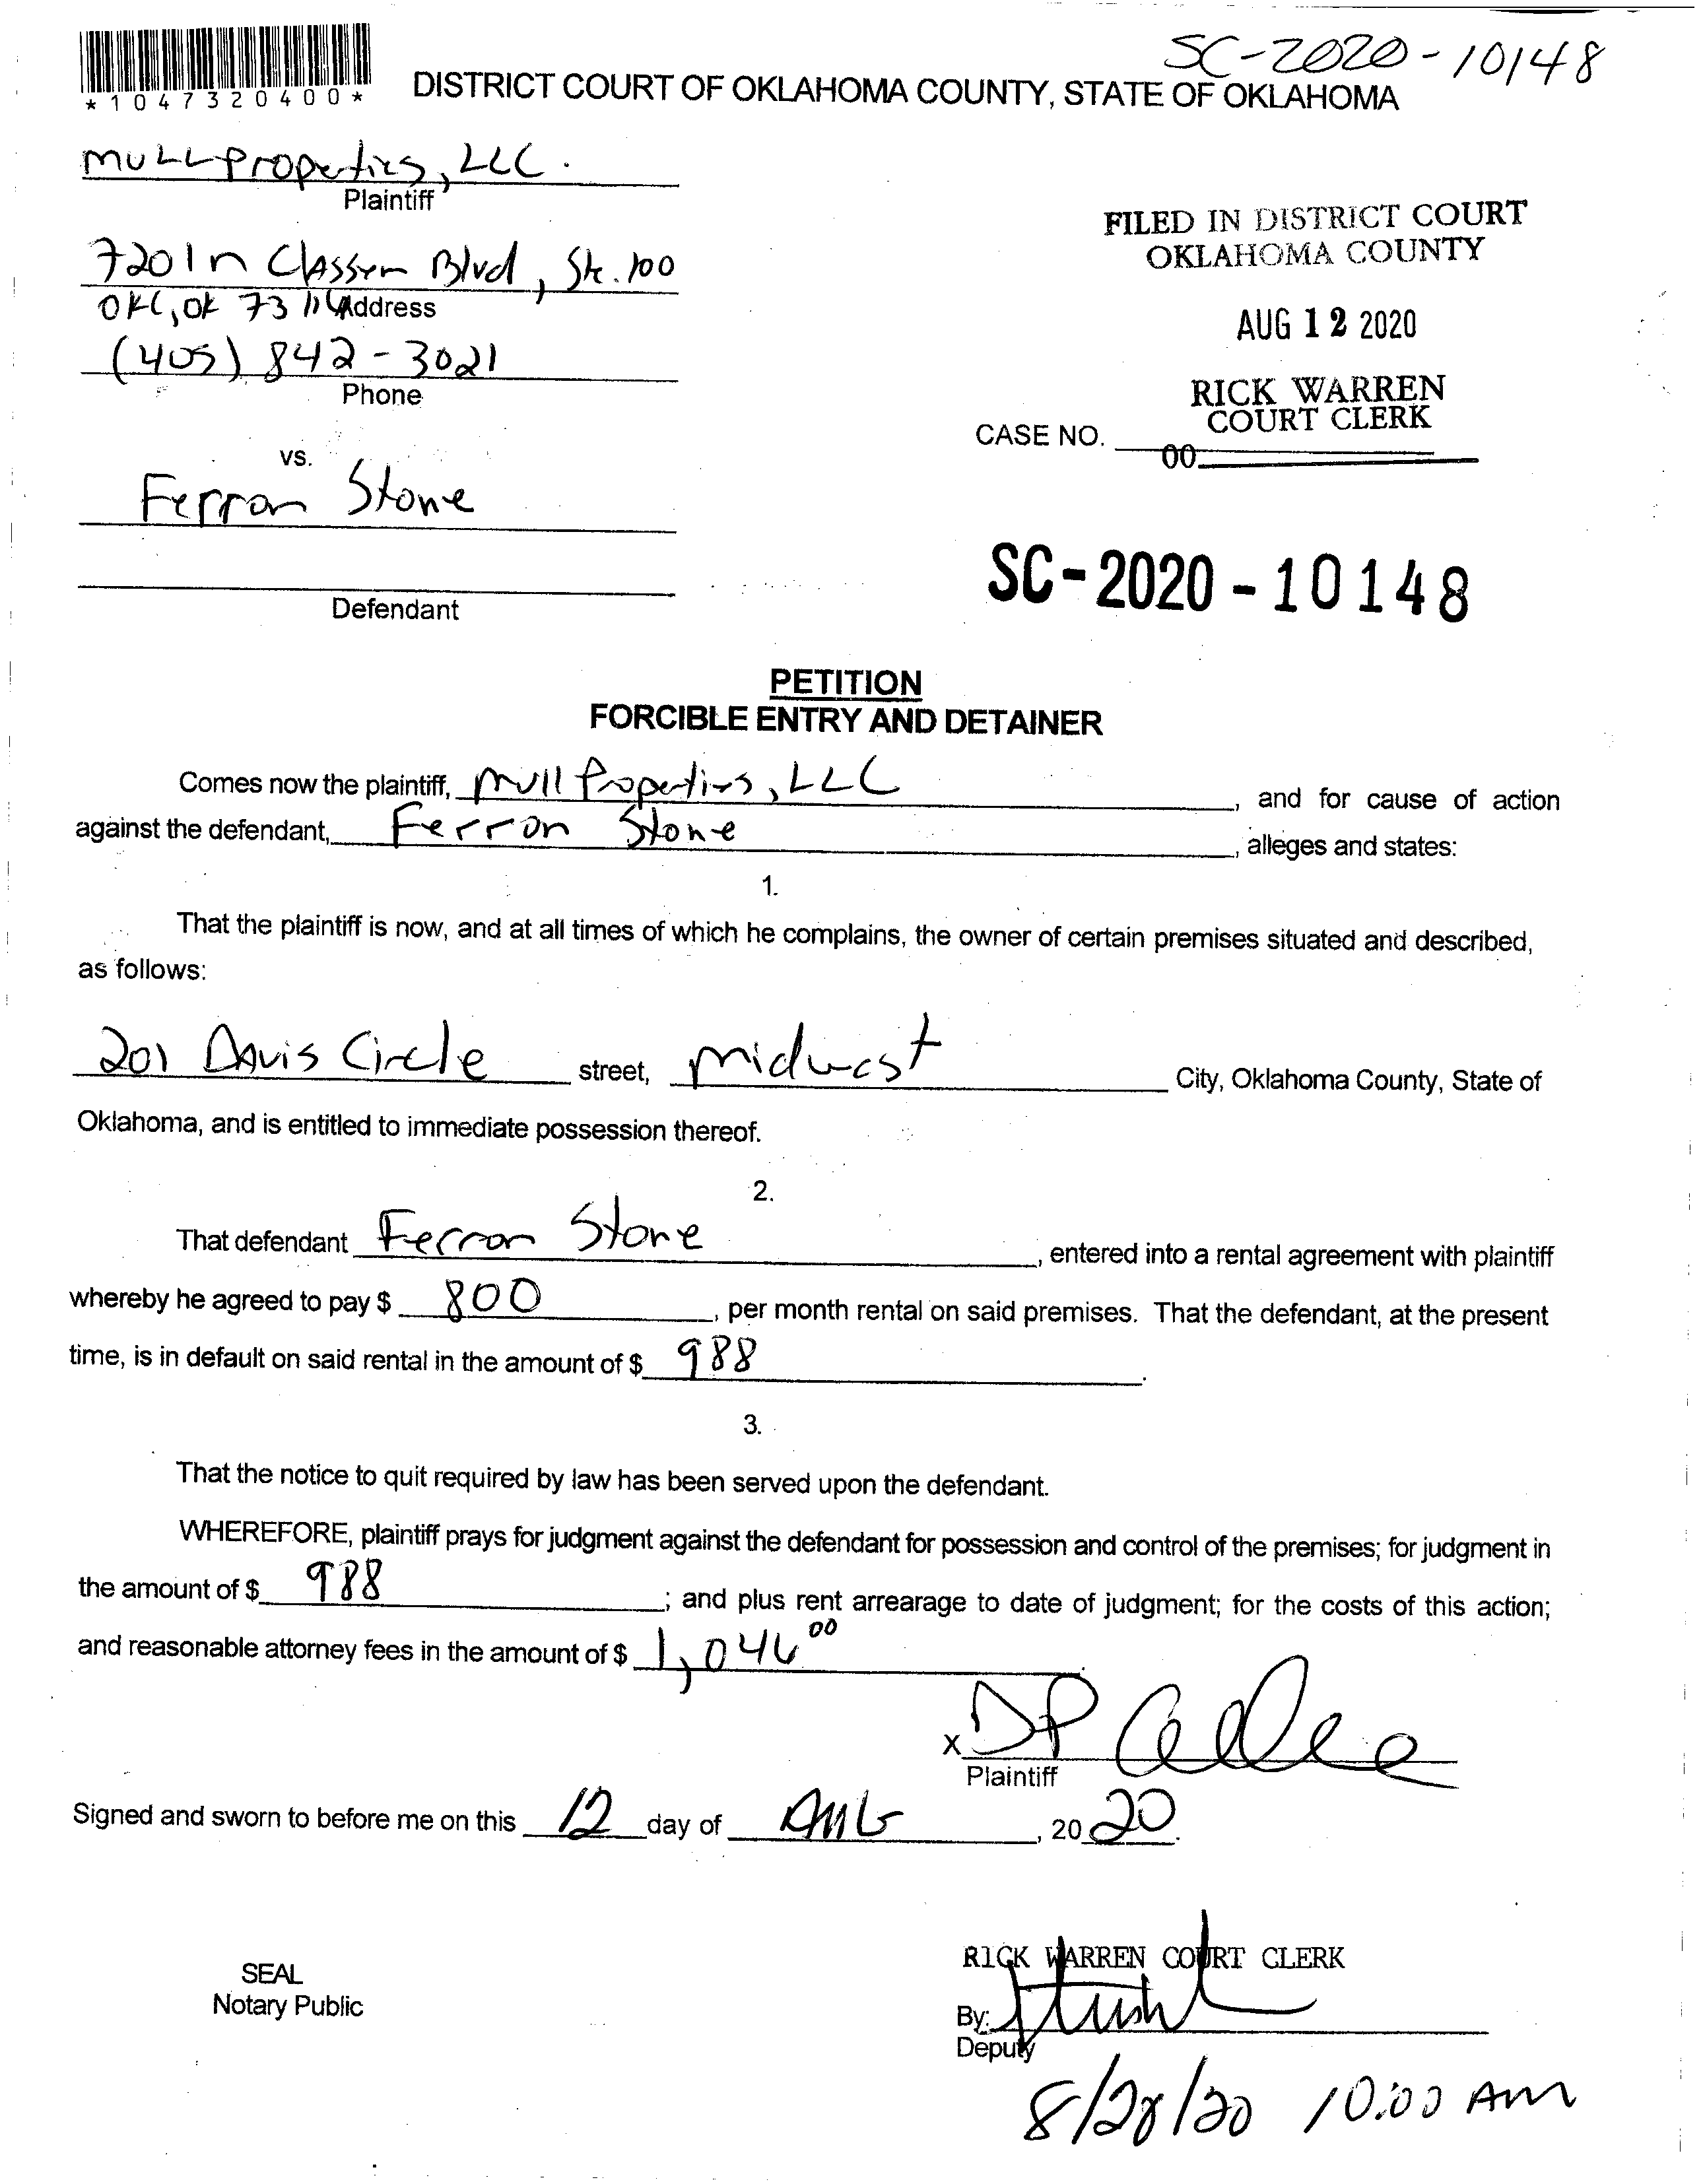 SC-2020-10148
*1047320400*
DISTRICT COURT OF OKLAHOMA COUNTY, STATE OF OKLAHOMA
MULL Properties, LLC.
Plaintiff
7201 n Classen Blvd, Ste. 100
OKC, OK 73116 Address
(405) 842-3021
Phone
FILED IN DISTRICT COURT
OKLAHOMA COUNTY
AUG 12 2020
RICK WARREN
COURT CLERK
CASE NO.
00
vs.
Ferron Stone
Defendant
SC-2020-10148
PETITION
FORCIBLE ENTRY AND DETAINER
Comes now the plaintiff, Mull Properties, LLC, and for cause of action
against the defendant, Ferron Stone, alleges and states:
1.
That the plaintiff is now, and at all times of which he complains, the owner of certain premises situated and described,
as follows:
201 Davis Circle street, midwest City, Oklahoma County, State of
Oklahoma, and is entitled to immediate possession thereof.
2.
That defendant Ferron Stone, entered into a rental agreement with plaintiff
whereby he agreed to pay $ 800, per month rental on said premises. That the defendant, at the present
time, is in default on said rental in the amount of $ 988.
3.
That the notice to quit required by law has been served upon the defendant.
WHEREFORE, plaintiff prays for judgment against the defendant for possession and control of the premises; for judgment in
the amount of $ 988; and plus rent arrearage to date of judgment; for the costs of this action;
and reasonable attorney fees in the amount of $ 1,046 00.
X
Plaintiff
Signed and sworn to before me on this 12 day of AUG, 2020.
SEAL
Notary Public
RICK WARREN COURT CLERK
By:
Deputy
8/28/20 10:00 AM